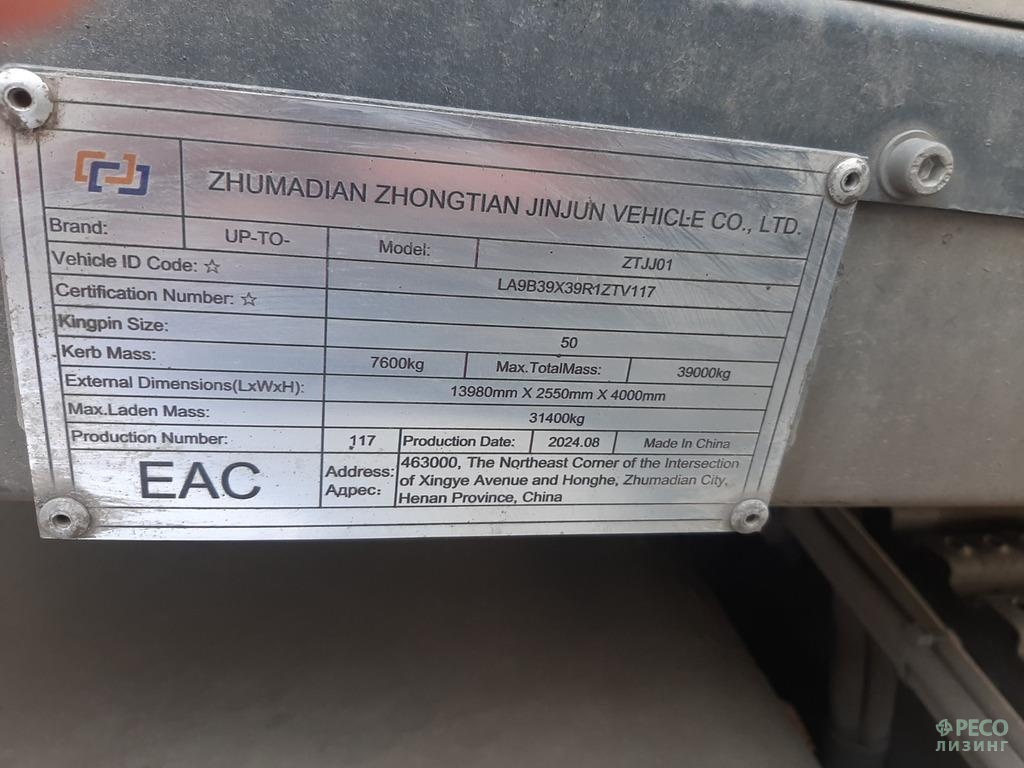 ZHUMADIAN ZHONGTIAN JINJUN VEHICLE CO., LTD.
Brand: UP-TO- Model: ZTJJ01
Vehicle ID Code: ☆ LA9B39X39R1ZTV117
Certification Number: ☆
Kingpin Size: 50
Kerb Mass: 7600kg Max.TotalMass: 39000kg
External Dimensions(LxWxH): 13980mm X 2550mm X 4000mm
Max.Laden Mass: 31400kg
Production Number: 117 Production Date: 2024.08 Made In China
EAC
Address:
Адрес:
463000, The Northeast Corner of the Intersection
of Xingye Avenue and Honghe, Zhumadian City,
Henan Province, China
РЕСО
ЛИЗИНГ